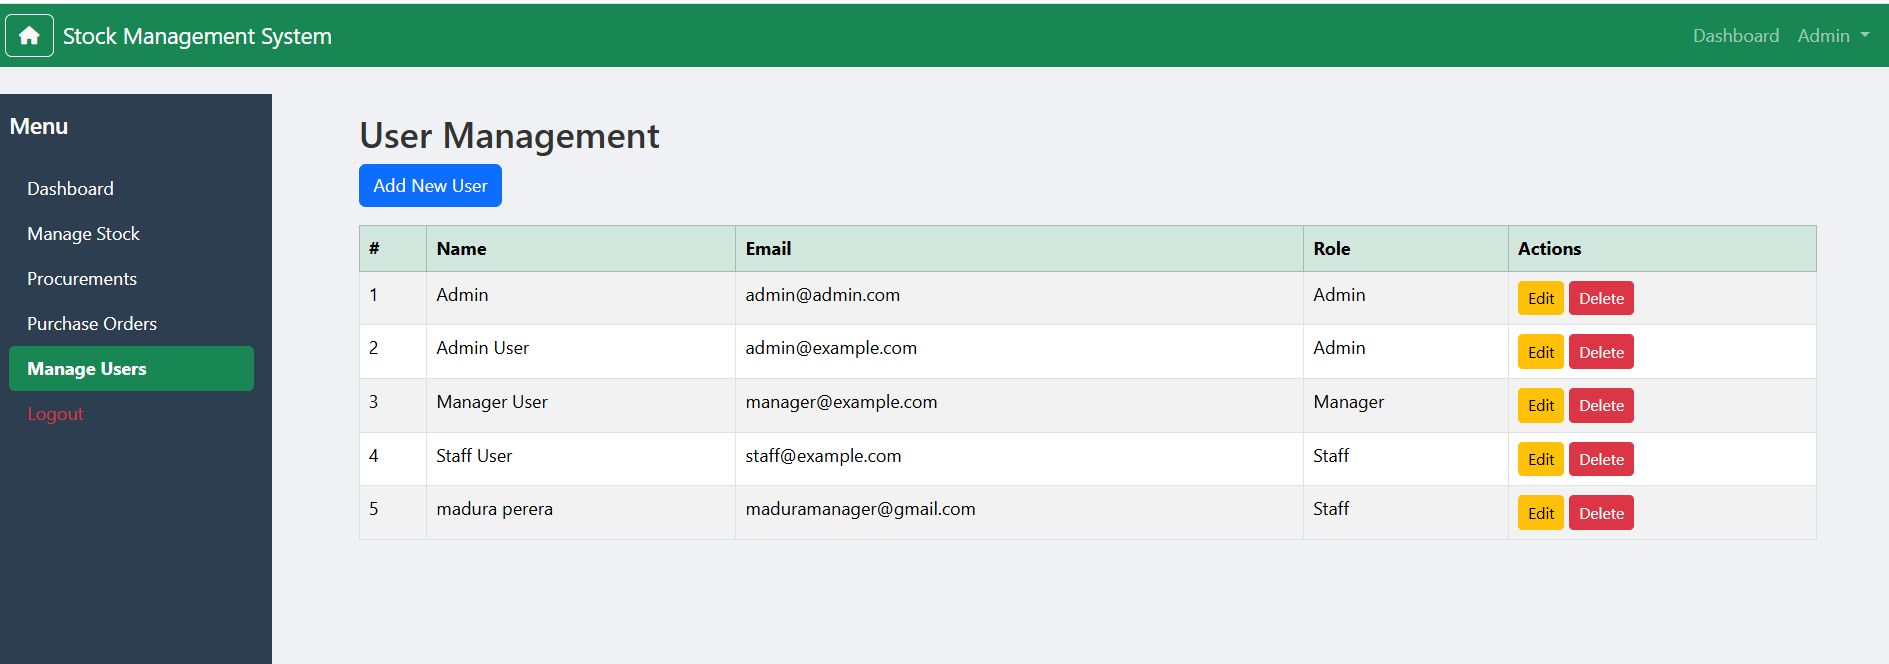 Stock Management System Dashboard Admin
Menu
Dashboard
Manage Stock
Procurements
Purchase Orders
Manage Users
Logout
User Management
Add New User
# Name Email Role Actions
1 Admin admin@admin.com Admin Edit Delete
2 Admin User admin@example.com Admin Edit Delete
3 Manager User manager@example.com Manager Edit Delete
4 Staff User staff@example.com Staff Edit Delete
5 madura perera maduramanager@gmail.com Staff Edit Delete